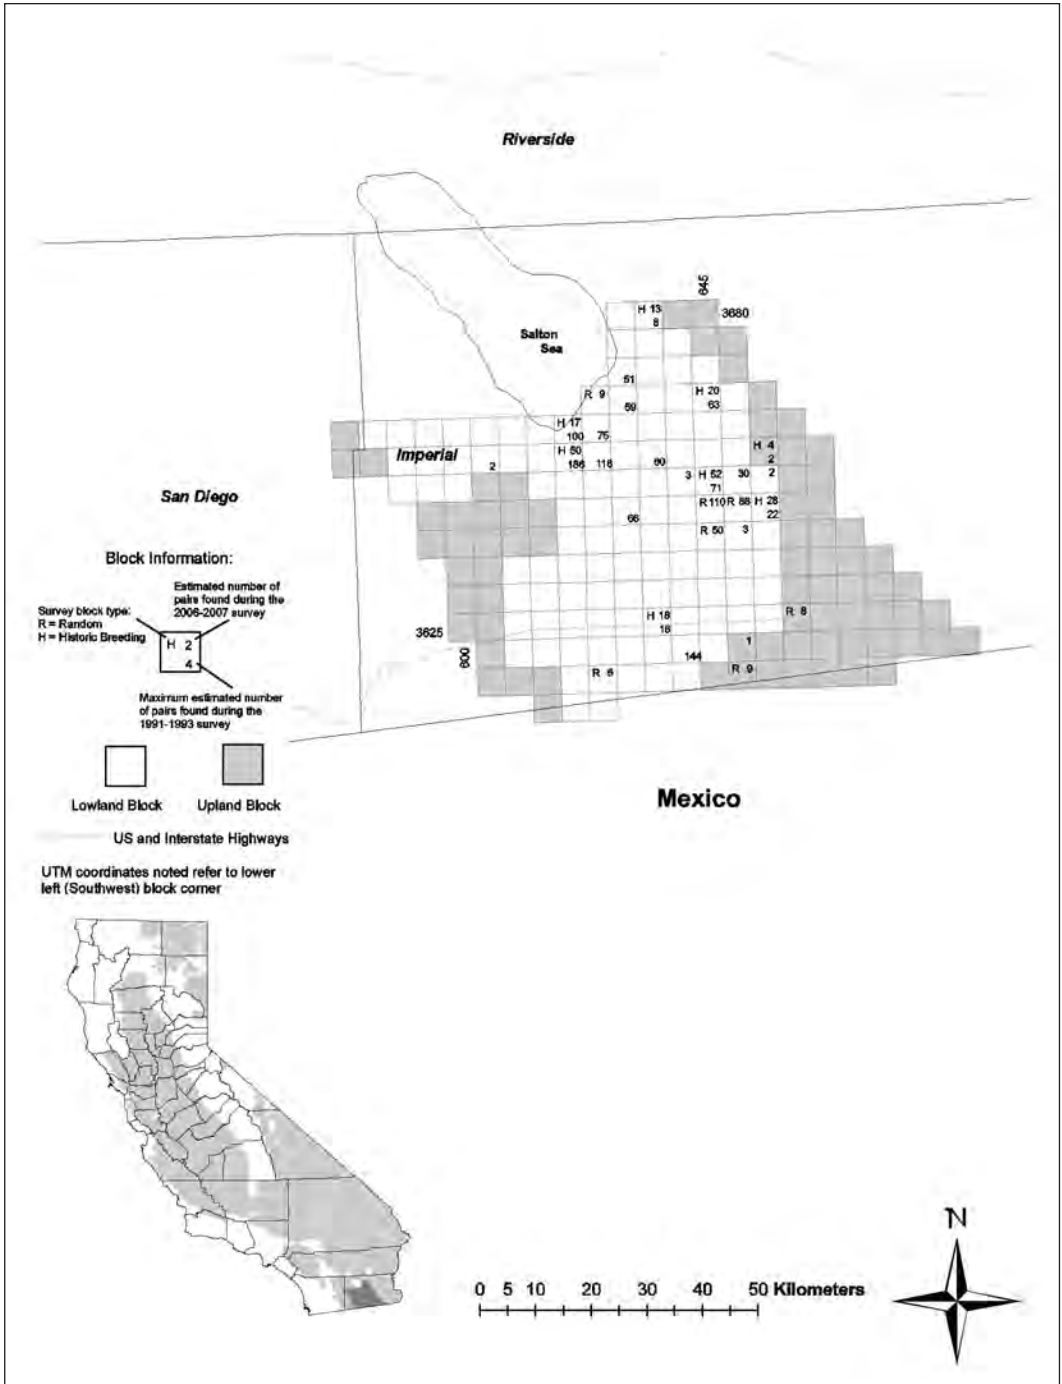 Riverside
645
H 13
3680
8
Salton
Sea
51
R 9
H 20
59
63
H 17
100
75
H 4
Imperial
H 50
2
186
118
60
2
3
H 52
30
2
71
San Diego
R 110
R 88
H 28
66
22
R 50
3
Block Information:
Estimated number of
pairs found during the
2006-2007 survey
Survey block type:
R = Random
H = Historic Breeding
H 2
4
Maximum estimated number
of pairs found during the
1991-1993 survey
H 18
16
R 8
3625
600
1
144
R 6
R 9
Lowland Block
Upland Block
Mexico
US and Interstate Highways
UTM coordinates noted refer to lower
left (Southwest) block corner
N
0 5 10 20 30 40 50 Kilometers